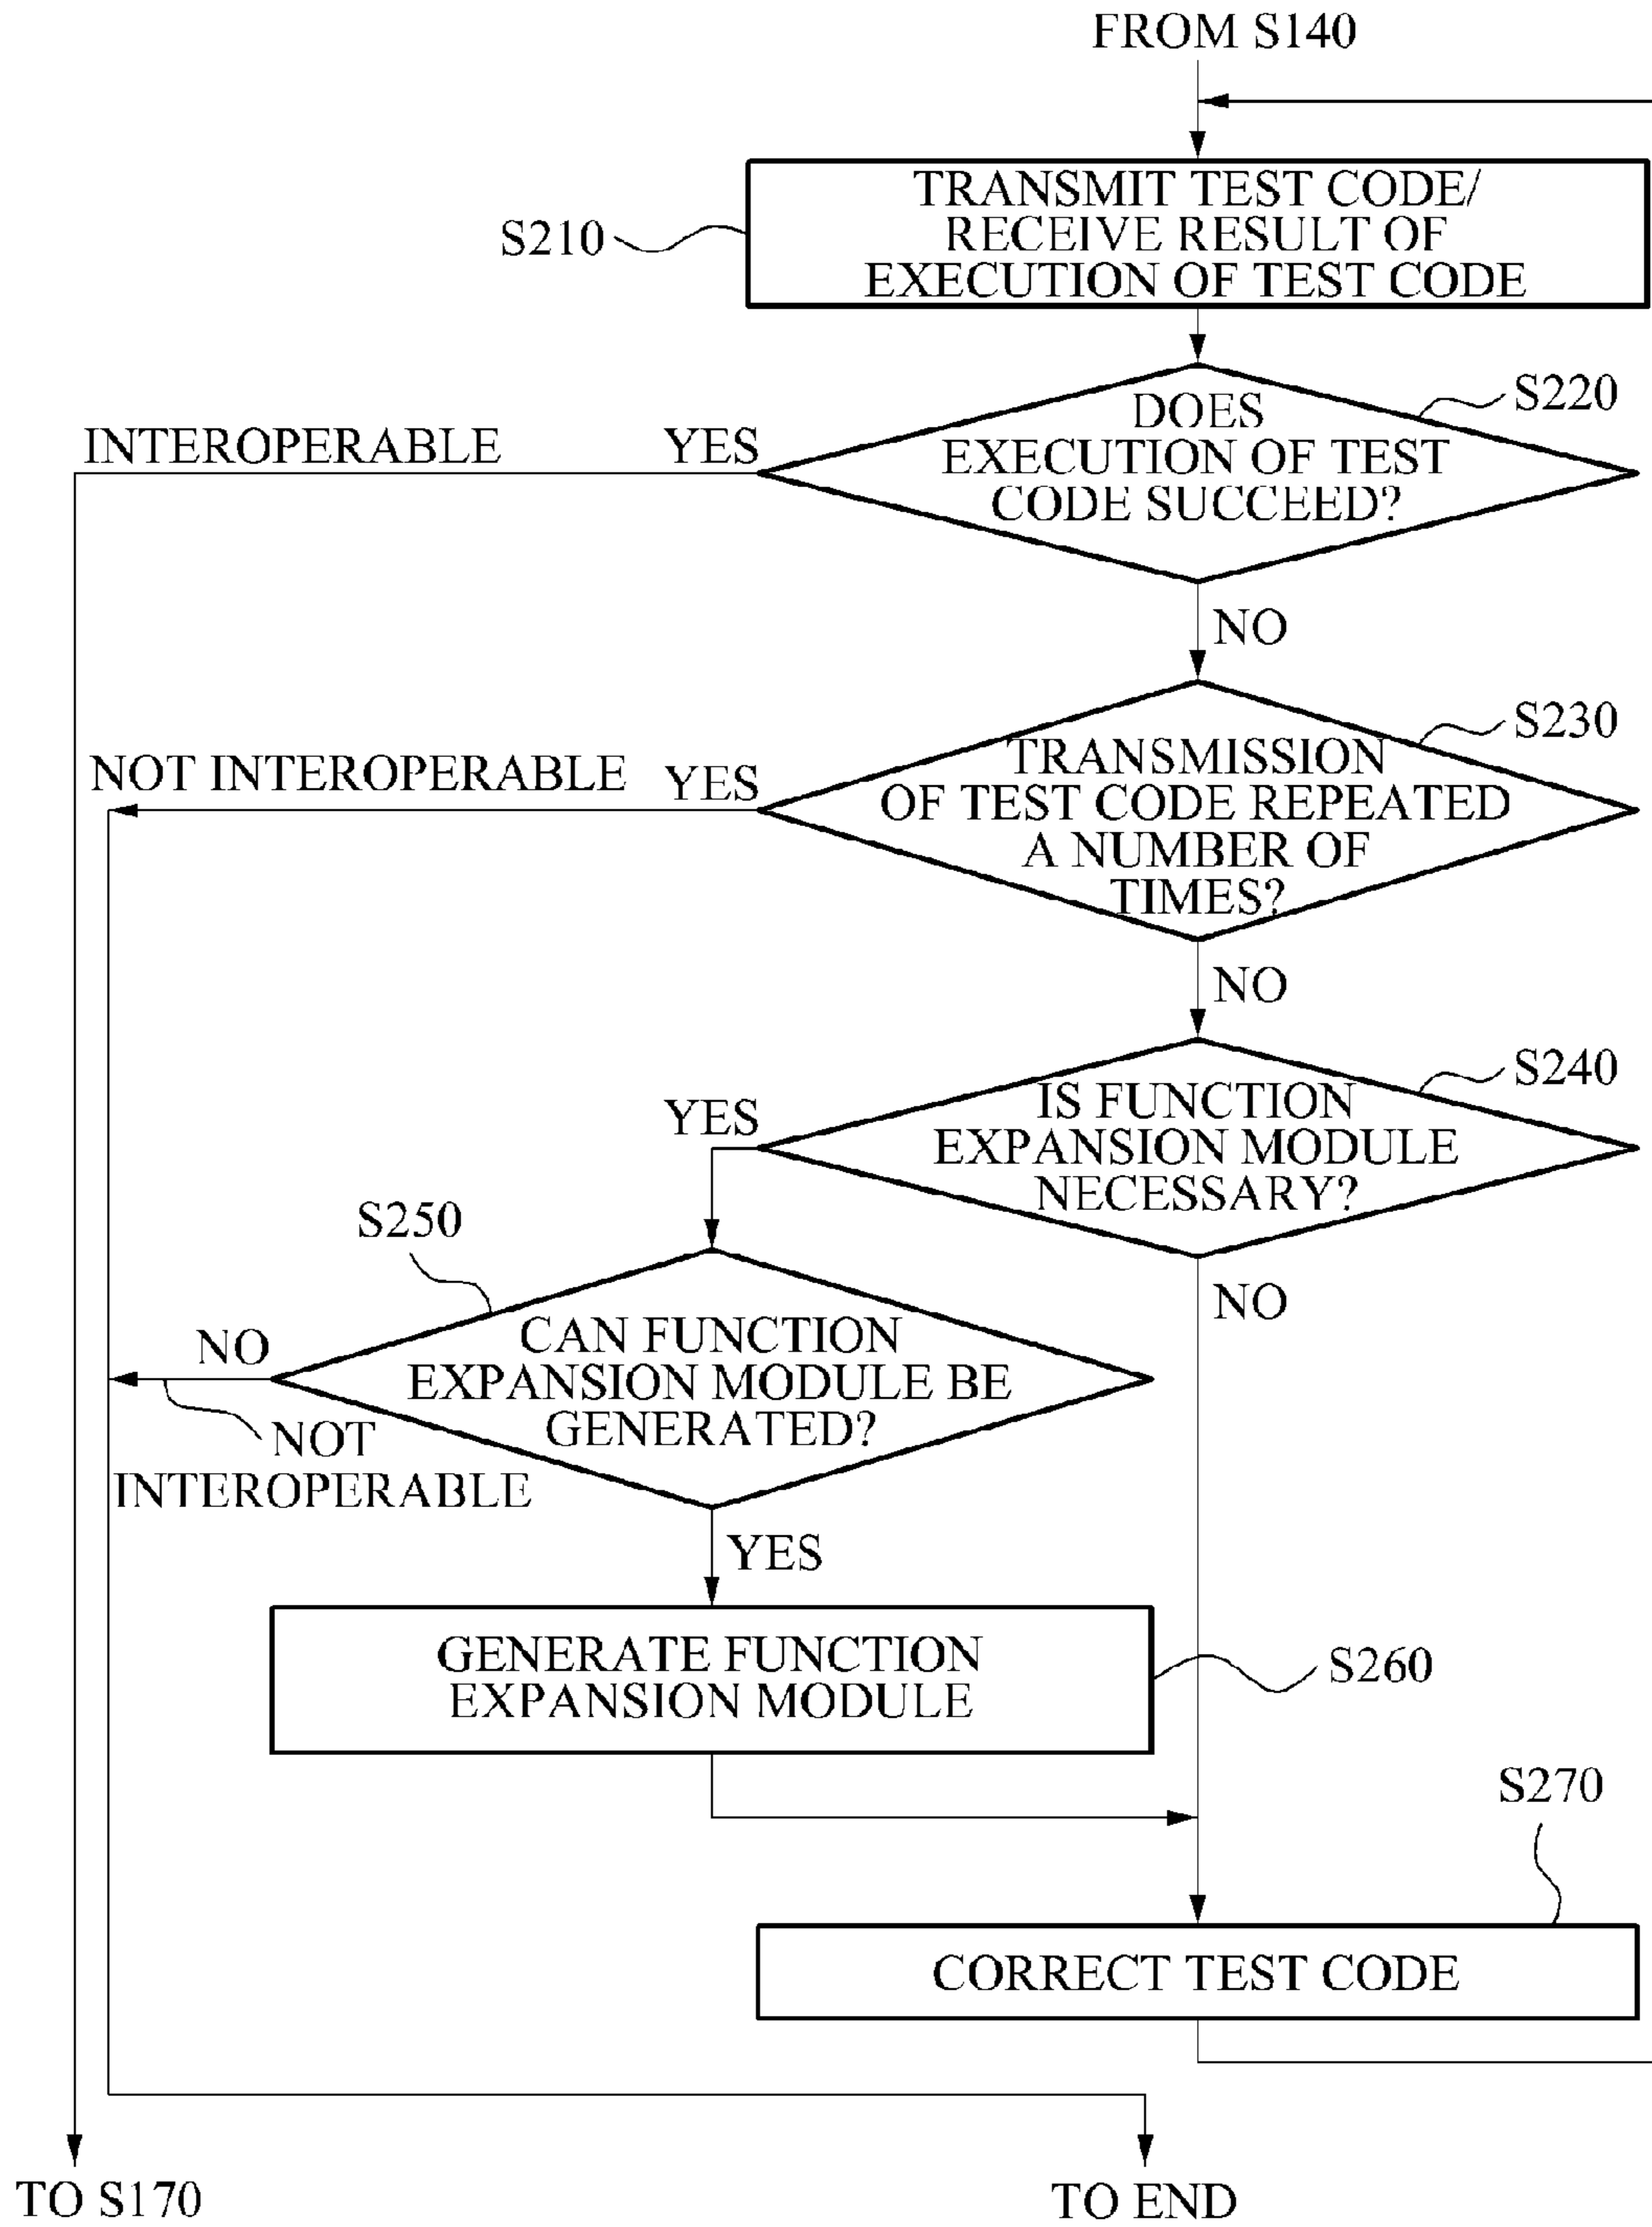 FROM S140
TRANSMIT TEST CODE/
RECEIVE RESULT OF
EXECUTION OF TEST CODE
S210
S220
DOES
EXECUTION OF TEST
CODE SUCCEED?
INTEROPERABLE
YES
NO
S230
TRANSMISSION
OF TEST CODE REPEATED
A NUMBER OF
TIMES?
NOT INTEROPERABLE
YES
NO
S240
IS FUNCTION
EXPANSION MODULE
NECESSARY?
YES
NO
S250
CAN FUNCTION
EXPANSION MODULE BE
GENERATED?
NO
NOT
INTEROPERABLE
YES
GENERATE FUNCTION
EXPANSION MODULE
S260
S270
CORRECT TEST CODE
TO S170
TO END